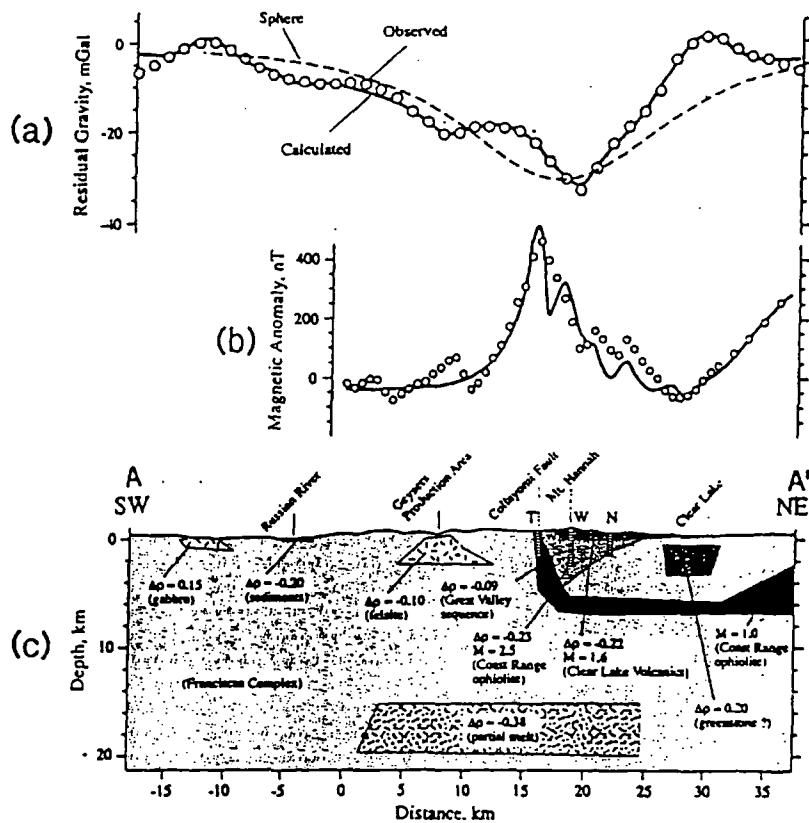 (a)
Residual Gravity, mGal
0
-20
-40
Sphere
Observed
Calculated
(b)
Magnetic Anomaly, nT
400
200
0
(c)
A
SW
Russian River
Geysers
Production Area
Collayomi Fault
Mt. Hannah
Clear Lake
A'
NE
T
W
N
Depth, km
0
10
20
Δρ = 0.15
(gabbro)
Δρ = -0.20
(sediments)
Δρ = -0.10
(felsite)
Δρ = -0.09
(Great Valley
sequence)
Δρ = -0.23
M = 2.5
(Coast Range
ophiolite)
Δρ = -0.22
M = 1.6
(Clear Lake Volcanics)
M = 1.0
(Coast Range
ophiolite)
Δρ = 0.20
(greenstone ?)
(Franciscan Complex)
Δρ = -0.38
(partial melt)
-15 -10 -5 0 5 10 15 20 25 30 35
Distance, km